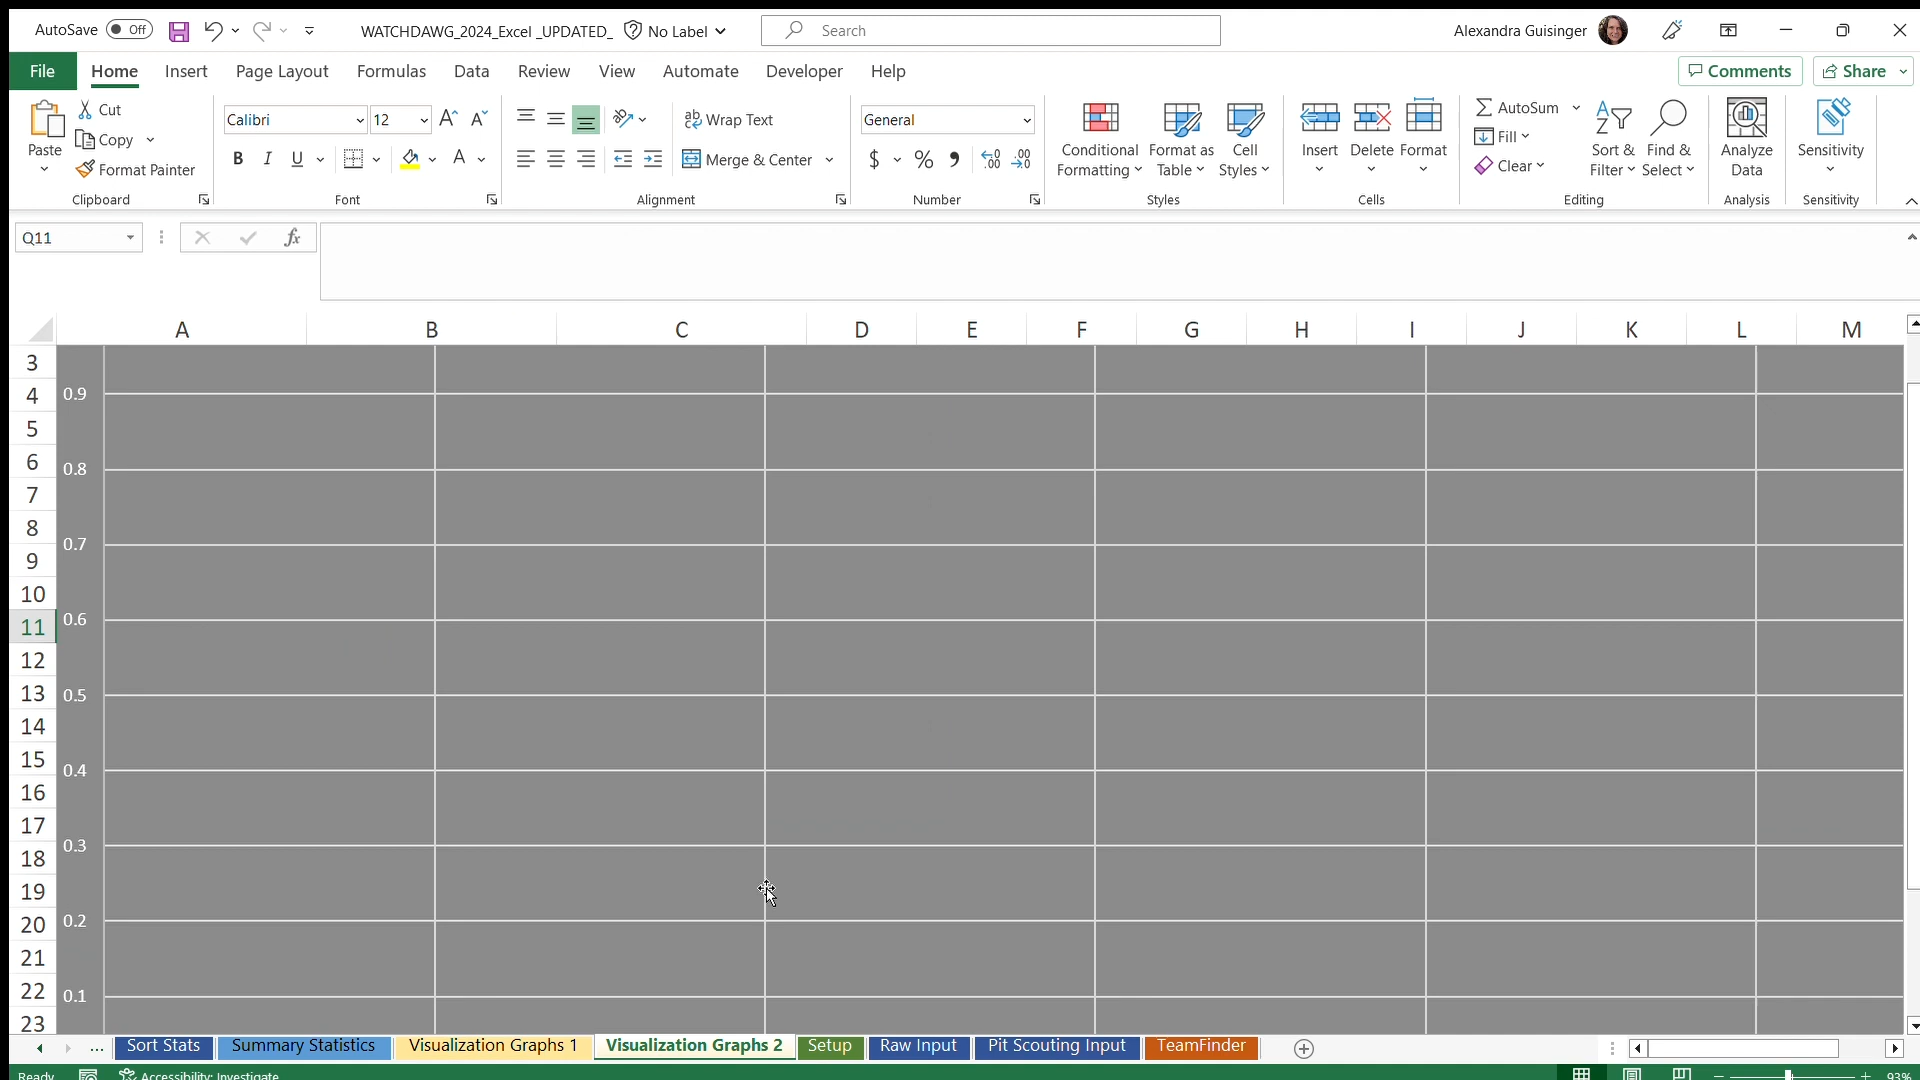 AutoSave Off WATCHDAWG_2024_Excel _UPDATED_ No Label Search Alexandra Guisinger
File Home Insert Page Layout Formulas Data Review View Automate Developer Help Comments Share
Paste Cut Copy Format Painter Clipboard
Calibri 12 A A B I U A Font
ab Wrap Text Merge & Center Alignment
General $ % Number
Conditional Formatting Format as Table Cell Styles Styles
Insert Delete Format Cells
AutoSum Fill Clear Sort & Filter Find & Select Editing
Analyze Data Analysis
Sensitivity Sensitivity
Q11 fx
A B C D E F G H I J K L M
3
4 0.9
5
6 0.8
7
8 0.7
9
10
11 0.6
12
13 0.5
14
15 0.4
16
17
18 0.3
19
20 0.2
21
22 0.1
23
... Sort Stats Summary Statistics Visualization Graphs 1 Visualization Graphs 2 Setup Raw Input Pit Scouting Input TeamFinder
Ready Accessibility: Investigate 93%